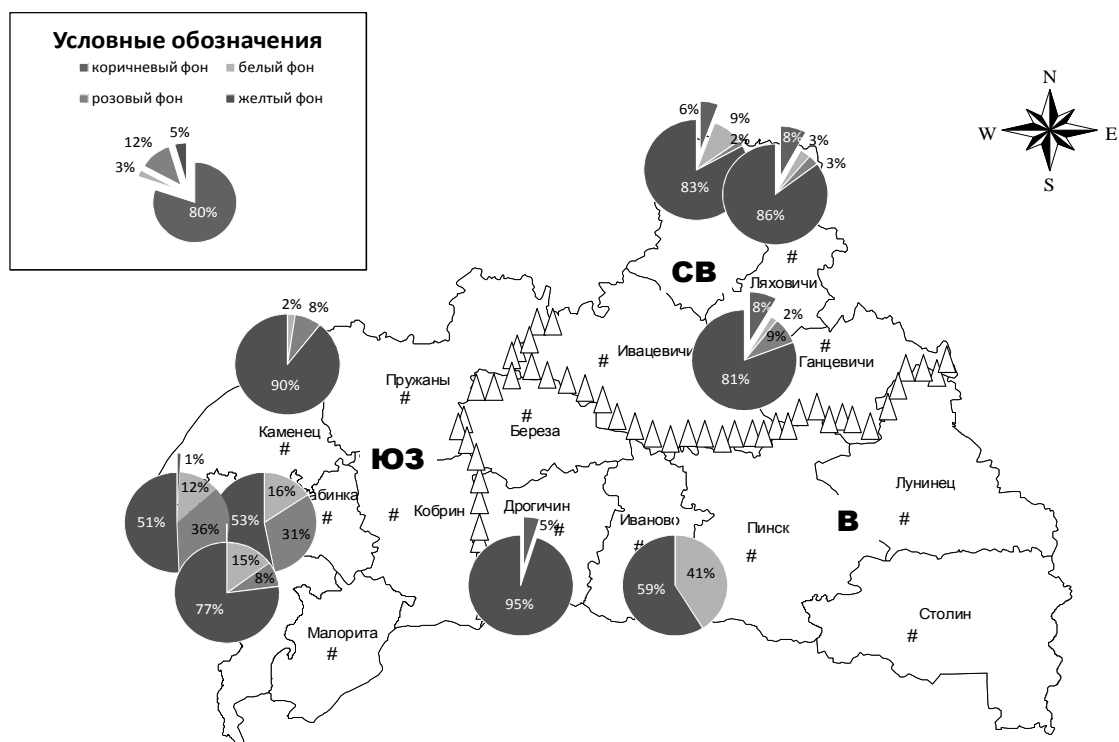 Условные обозначения
коричневый фон белый фон
розовый фон желтый фон
5%
12%
3%
80%
N
W E
S
6% 9%
2%
83%
8% 3%
3%
86%
СВ
#
Ляховичи
8% 2%
9%
81%
Ивацевичи
#
#
Ганцевичи
2% 8%
90%
Пружаны
#
#
Береза
Каменец
#
ЮЗ
1%
12%
51%
36%
16%
53%
31%
абинка
#
15%
8%
77%
Кобрин
#
Дрогичин
#
5%
95%
Иваново
#
41%
59%
Пинск
#
В
Лунинец
#
Столин
#
Малорита
#